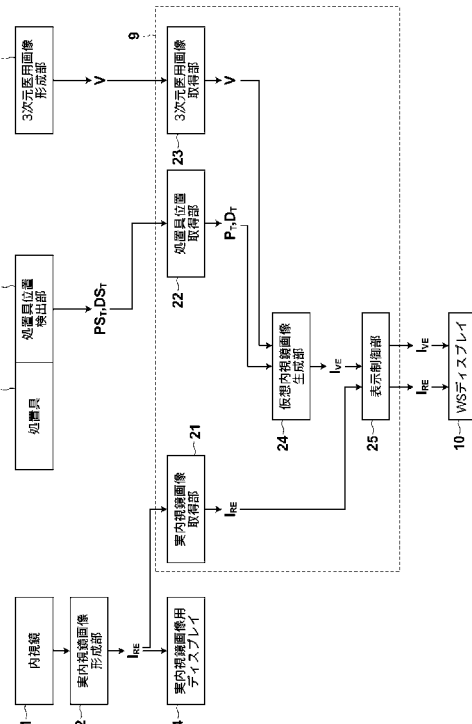 内視鏡
1
実内視鏡画像
形成部
2
I_RE
実内視鏡画像用
ディスプレイ
4
処置具
処置具位置
検出部
PS_T,DS_T
3次元医用画像
形成部
V
9
実内視鏡画像
取得部
21
I_RE
処置具位置
取得部
22
P_T,D_T
3次元医用画像
取得部
23
V
仮想内視鏡画像
生成部
24
I_VE
表示制御部
25
I_RE
I_VE
WSディスプレイ
10